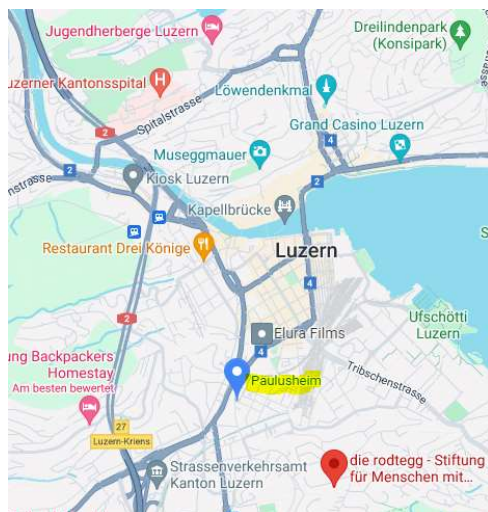 Jugendherberge Luzern
Dreilindenpark
(Konsipark)
uzerner Kantonsspital
Löwendenkmal
2
Spitalstrasse
Grand Casino Luzern
4
Museggmauer
nstrasse
2
2
Kiosk Luzern
Kapellbrücke
Restaurant Drei Könige
Luzern
4
2
Elura Films
Ufschötti
Luzern
4
ung Backpackers
Homestay
Am besten bewertet
Paulusheim
Tribschenstrasse
27
Luzern-Kriens
Strassenverkehrsamt
Kanton Luzern
die rodtegg - Stiftung
für Menschen mit...